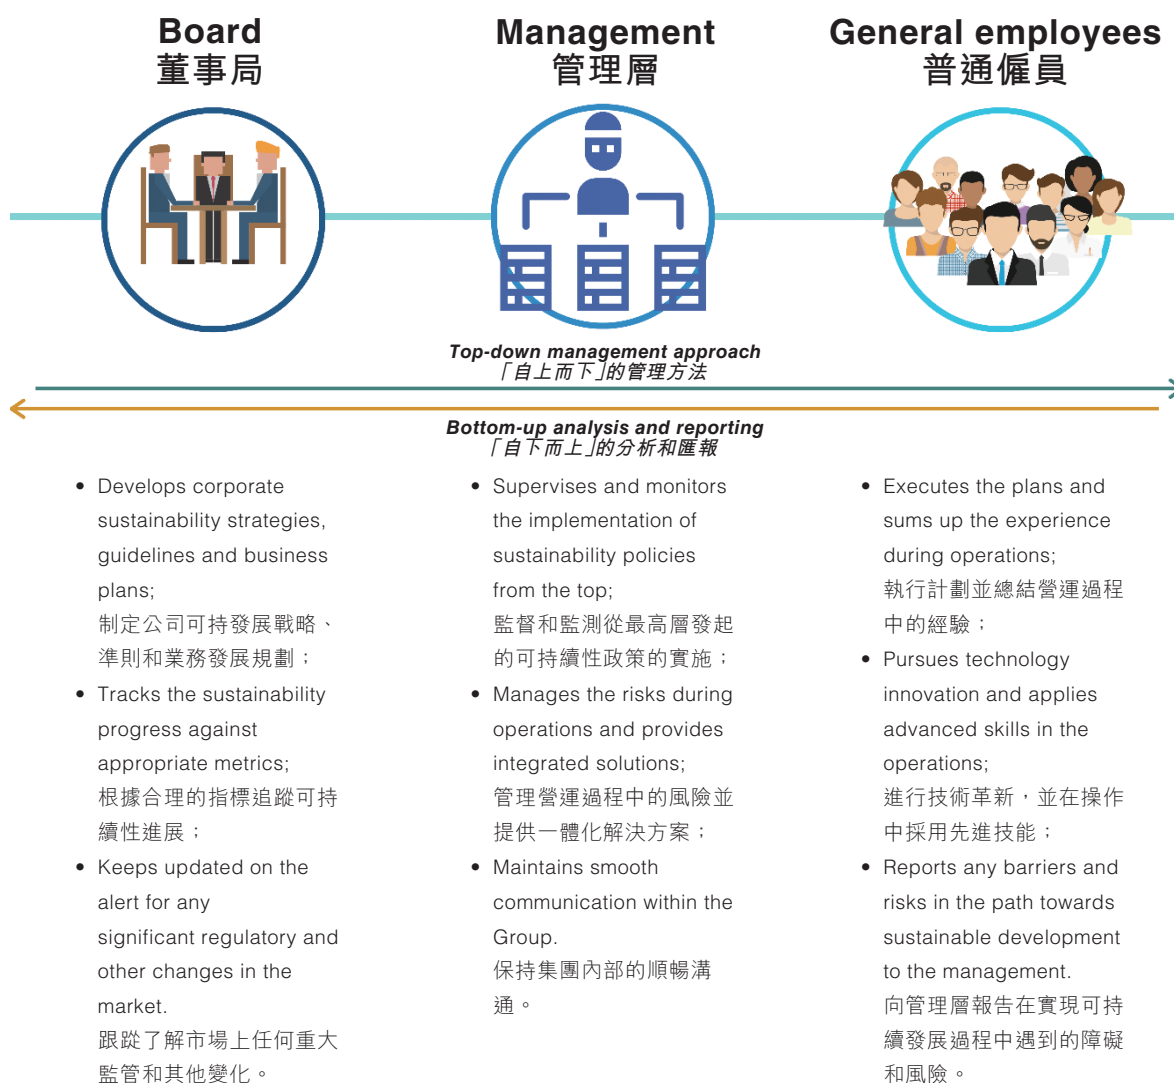 Board
董事局
Management
管理層
General employees
普通僱員
Top-down management approach
「自上而下」的管理方法
Bottom-up analysis and reporting
「自下而上」的分析和匯報
• Develops corporate
sustainability strategies,
guidelines and business
plans;
制定公司可持發展戰略、
準則和業務發展規劃；
• Tracks the sustainability
progress against
appropriate metrics;
根據合理的指標追蹤可持
續性進展；
• Keeps updated on the
alert for any
significant regulatory and
other changes in the
market.
跟蹤了解市場上任何重大
監管和其他變化。
• Supervises and monitors
the implementation of
sustainability policies
from the top;
監督和監測從最高層發起
的可持續性政策的實施；
• Manages the risks during
operations and provides
integrated solutions;
管理營運過程中的風險並
提供一體化解決方案；
• Maintains smooth
communication within the
Group.
保持集團內部的順暢溝
通。
• Executes the plans and
sums up the experience
during operations;
執行計劃並總結營運過程
中的經驗；
• Pursues technology
innovation and applies
advanced skills in the
operations;
進行技術革新，並在操作
中採用先進技能；
• Reports any barriers and
risks in the path towards
sustainable development
to the management.
向管理層報告在實現可持
續發展過程中遇到的障礙
和風險。